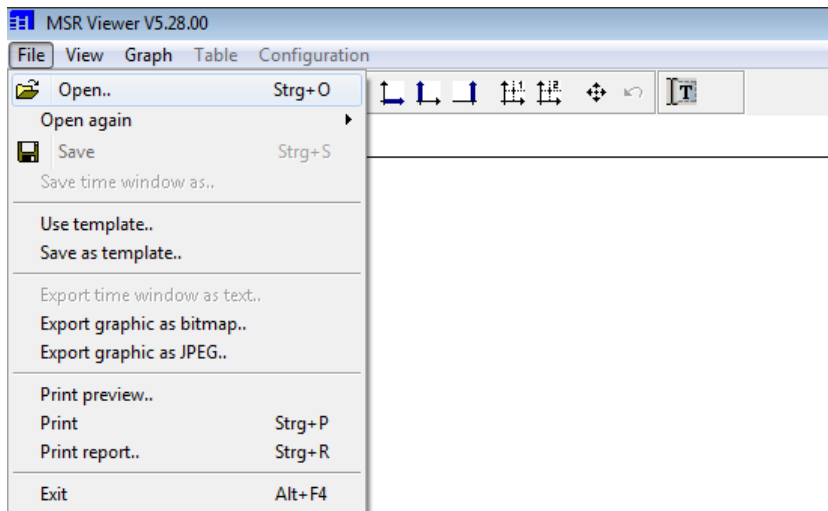 MSR Viewer V5.28.00
File View Graph Table Configuration
Open.. Strg+O
Open again
Save Strg+S
Save time window as..
Use template..
Save as template..
Export time window as text..
Export graphic as bitmap..
Export graphic as JPEG..
Print preview..
Print Strg+P
Print report.. Strg+R
Exit Alt+F4
1 2 T